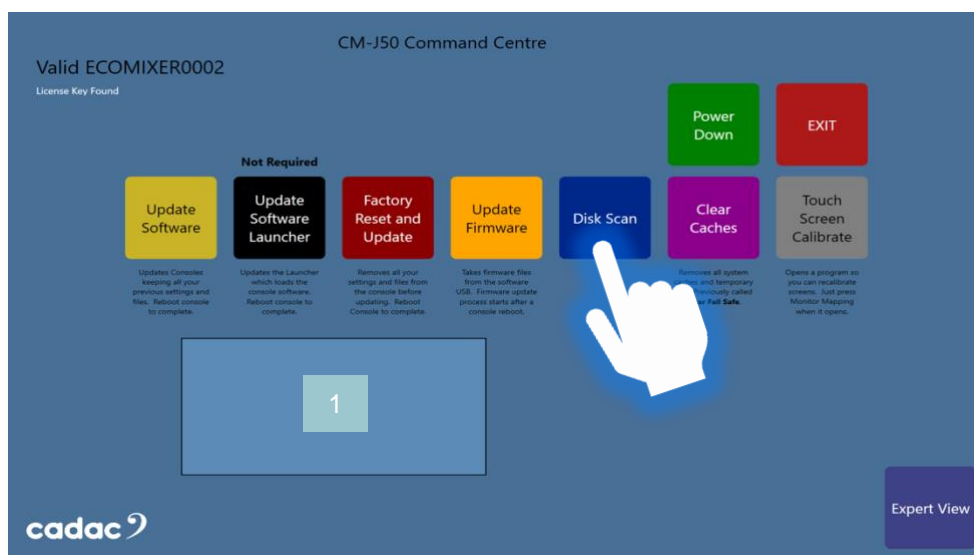 CM-J50 Command Centre
Valid ECOMIXER0002
License Key Found
Power
Down
EXIT
Not Required
Update
Software
Update
Software
Launcher
Factory
Reset and
Update
Update
Firmware
Disk Scan
Clear
Caches
Touch
Screen
Calibrate
Updates Consoles
keeping all your
previous settings and
files. Reboot console
to complete.
Updates the Launcher
which loads the
console software.
Reboot console to
complete.
Removes all your
settings and files from
the console before
updating. Reboot
Console to complete.
Takes firmware files
from the software
USB. Firmware update
process starts after a
console reboot.
Removes all system
and temporary
Previously called
Fail Safe.
Opens a program so
you can recalibrate
screens. Just press
Monitor Mapping
when it opens.
1
Expert View
cadac